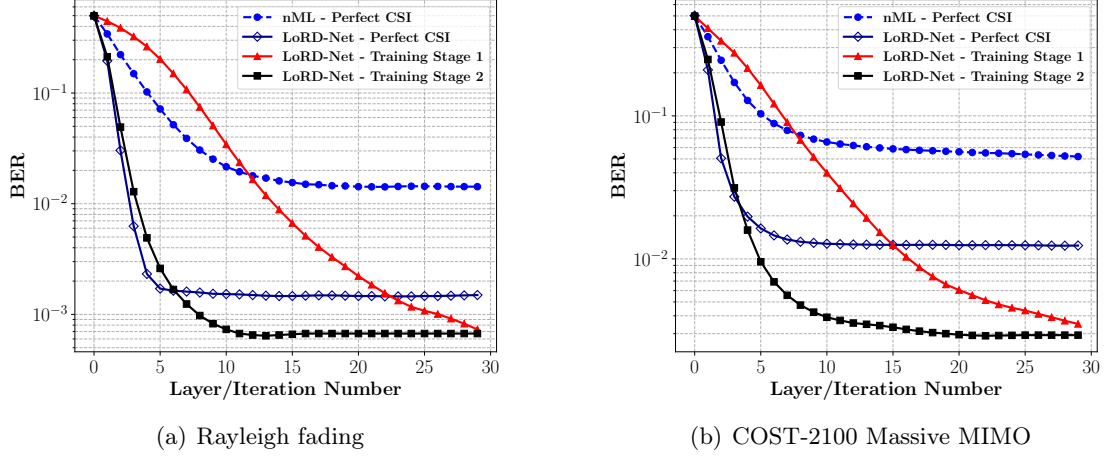 nML - Perfect CSI
LoRD-Net - Perfect CSI
LoRD-Net - Training Stage 1
LoRD-Net - Training Stage 2
BER
10⁻¹
10⁻²
10⁻³
0 5 10 15 20 25 30
Layer/Iteration Number
(a) Rayleigh fading
nML - Perfect CSI
LoRD-Net - Perfect CSI
LoRD-Net - Training Stage 1
LoRD-Net - Training Stage 2
BER
10⁻¹
10⁻²
0 5 10 15 20 25 30
Layer/Iteration Number
(b) COST-2100 Massive MIMO